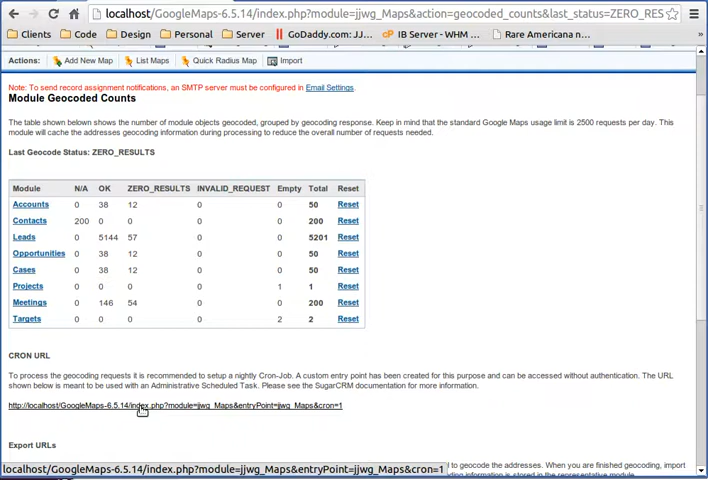 localhost/GoogleMaps-6.5.14/index.php?module=jjwg_Maps&action=geocoded_counts&last_status=ZERO_RES
Clients Code Design Personal Server GoDaddy.com: JJ... IB Server - WHM ... Rare Americana n... »
Actions: Add New Map List Maps Quick Radius Map Import
Note: To send record assignment notifications, an SMTP server must be configured in Email Settings.
Module Geocoded Counts
The table shown belown shows the number of module objects geocoded, grouped by geocoding response. Keep in mind that the standard Google Maps usage limit is 2500 requests per day. This
module will cache the addresses geocoding information during processing to reduce the overall number of requests needed.
Last Geocode Status: ZERO_RESULTS
Module N/A OK ZERO_RESULTS INVALID_REQUEST Empty Total Reset
Accounts 0 38 12 0 0 50 Reset
Contacts 200 0 0 0 0 200 Reset
Leads 0 5144 57 0 0 5201 Reset
Opportunities 0 38 12 0 0 50 Reset
Cases 0 38 12 0 0 50 Reset
Projects 0 0 0 0 1 1 Reset
Meetings 0 146 54 0 0 200 Reset
Targets 0 0 0 0 2 2 Reset
CRON URL
To process the geocoding requests it is recommended to setup a nightly Cron-Job. A custom entry point has been created for this purpose and can be accessed without authentication. The URL
shown below is meant to be used with an Administrative Scheduled Task. Please see the SugarCRM documentation for more information.
http://localhost/GoogleMaps-6.5.14/index.php?module=jjwg_Maps&entryPoint=jjwg_Maps&cron=1
Export URLs
l to geocode the addresses. When you are finished geocoding, import
localhost/GoogleMaps-6.5.14/index.php?module=jjwg_Maps&entryPoint=jjwg_Maps&cron=1
ding information is stored in the representative module.